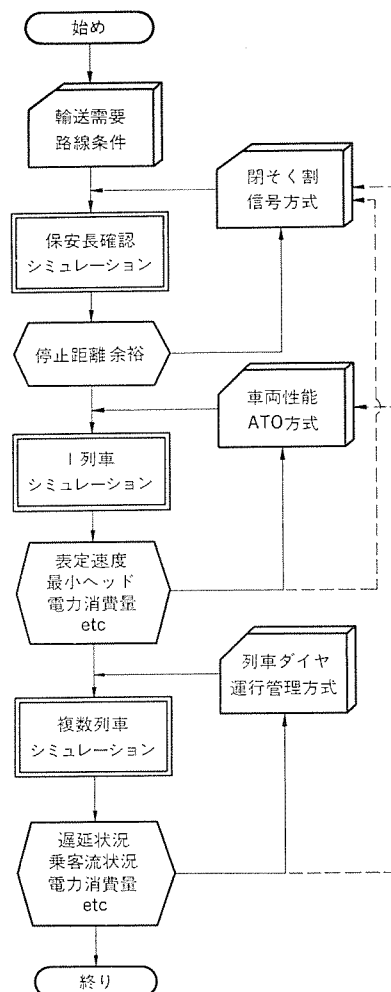 始め
輸送需要
路線条件
閉そく割
信号方式
保安長確認
シミュレーション
停止距離余裕
車両性能
ATO方式
1列車
シミュレーション
表定速度
最小ヘッド
電力消費量
etc
列車ダイヤ
運行管理方式
複数列車
シミュレーション
遅延状況
乗客流状況
電力消費量
etc
終り